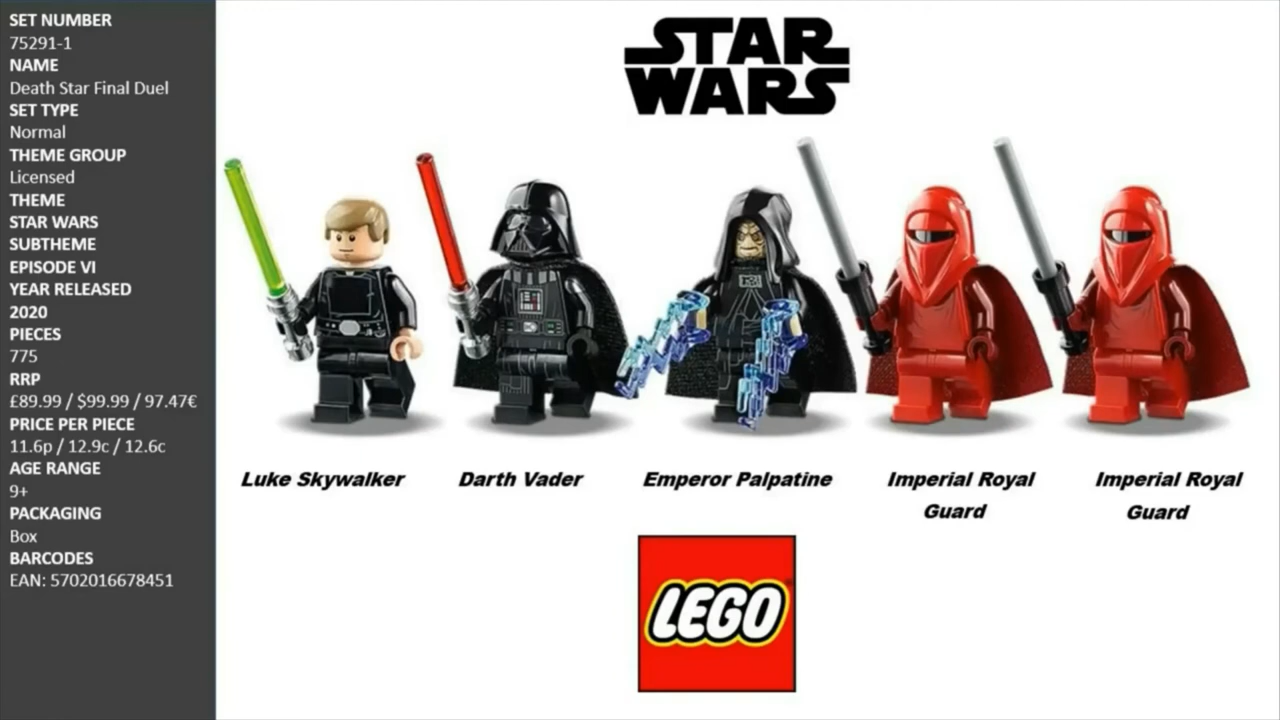 SET NUMBER
75291-1
NAME
Death Star Final Duel
SET TYPE
Normal
THEME GROUP
Licensed
THEME
STAR WARS
SUBTHEME
EPISODE VI
YEAR RELEASED
2020
PIECES
775
RRP
£89.99 / $99.99 / 97.47€
PRICE PER PIECE
11.6p / 12.9c / 12.6c
AGE RANGE
9+
PACKAGING
Box
BARCODES
EAN: 5702016678451
STAR
WARS
Luke Skywalker
Darth Vader
Emperor Palpatine
Imperial Royal
Guard
Imperial Royal
Guard
LEGO